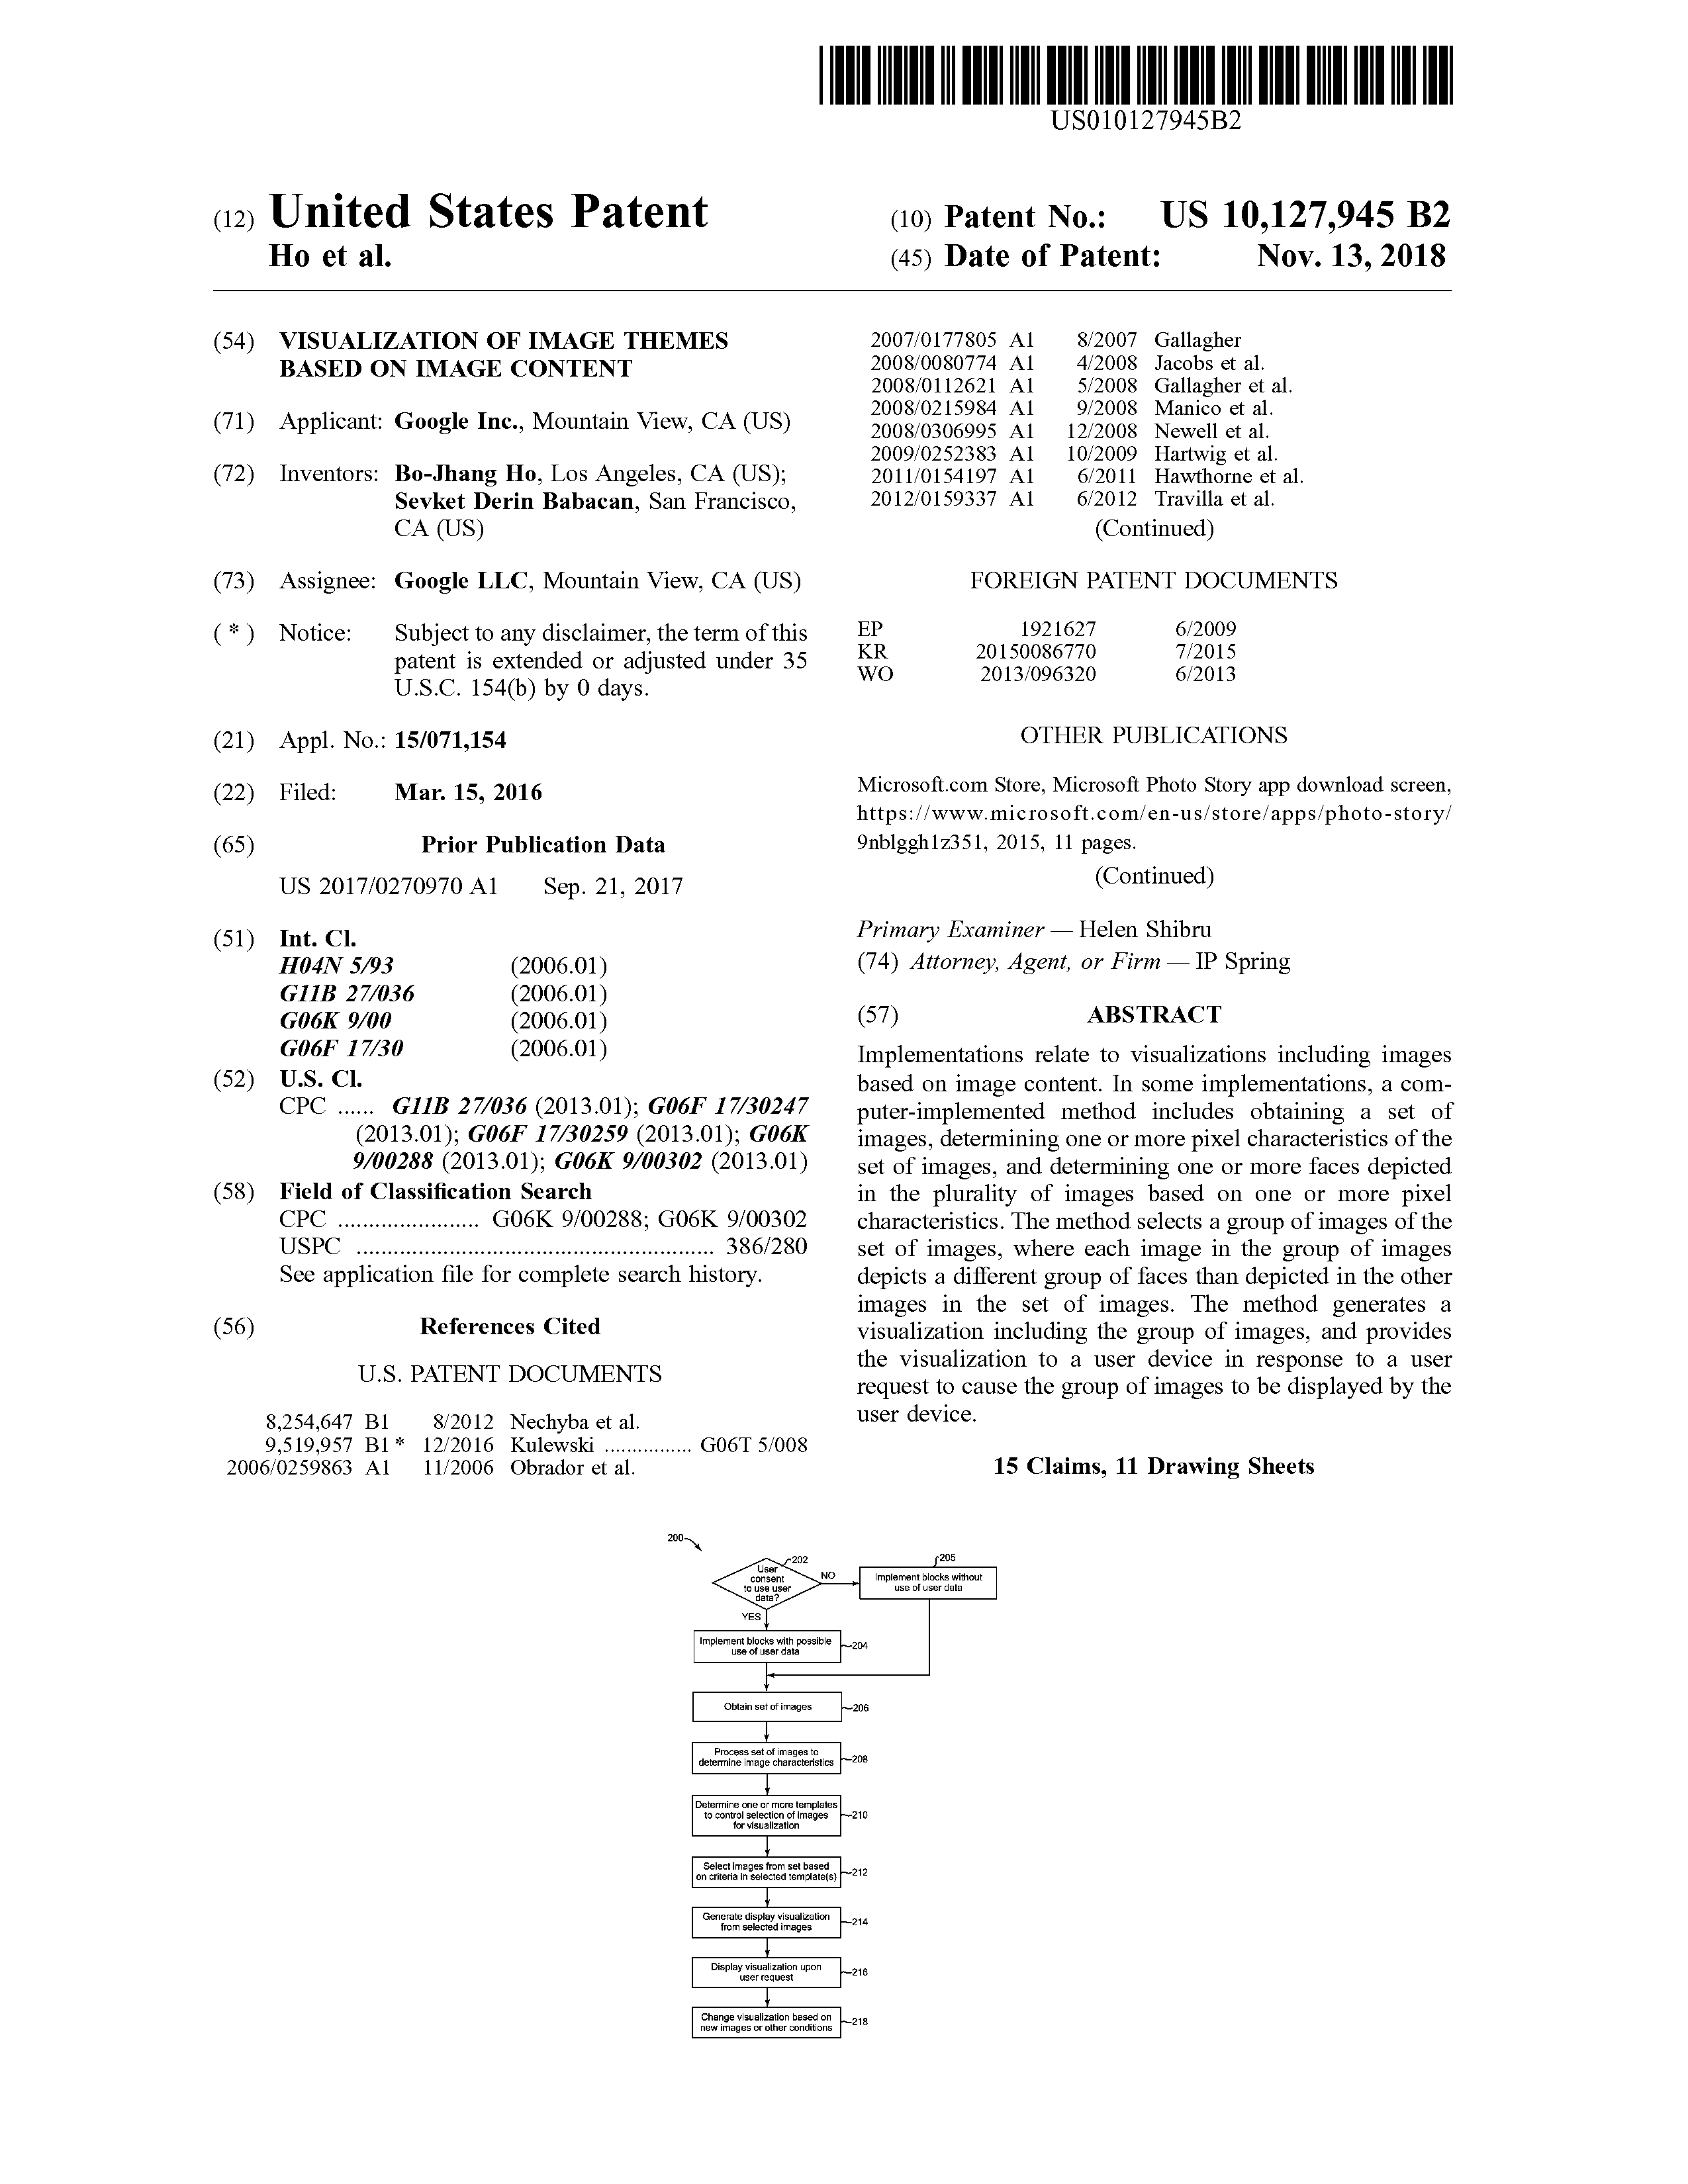 US010127945B2
(12) United States Patent
Ho et al.
(10) Patent No.: US 10,127,945 B2
(45) Date of Patent: Nov. 13, 2018
(54) VISUALIZATION OF IMAGE THEMES
BASED ON IMAGE CONTENT
(71) Applicant: Google Inc., Mountain View, CA (US)
(72) Inventors: Bo-Jhang Ho, Los Angeles, CA (US);
Sevket Derin Babacan, San Francisco,
CA (US)
(73) Assignee: Google LLC, Mountain View, CA (US)
( * ) Notice: Subject to any disclaimer, the term of this
patent is extended or adjusted under 35
U.S.C. 154(b) by 0 days.
(21) Appl. No.: 15/071,154
(22) Filed: Mar. 15, 2016
(65) Prior Publication Data
US 2017/0270970 A1 Sep. 21, 2017
(51) Int. Cl.
H04N 5/93 (2006.01)
G11B 27/036 (2006.01)
G06K 9/00 (2006.01)
G06F 17/30 (2006.01)
(52) U.S. Cl.
CPC ...... G11B 27/036 (2013.01); G06F 17/30247
(2013.01); G06F 17/30259 (2013.01); G06K
9/00288 (2013.01); G06K 9/00302 (2013.01)
(58) Field of Classification Search
CPC ....................... G06K 9/00288; G06K 9/00302
USPC .......................................................... 386/280
See application file for complete search history.
(56) References Cited
U.S. PATENT DOCUMENTS
8,254,647 B1 8/2012 Nechyba et al.
9,519,957 B1 * 12/2016 Kulewski ................ G06T 5/008
2006/0259863 A1 11/2006 Obrador et al.
2007/0177805 A1 8/2007 Gallagher
2008/0080774 A1 4/2008 Jacobs et al.
2008/0112621 A1 5/2008 Gallagher et al.
2008/0215984 A1 9/2008 Manico et al.
2008/0306995 A1 12/2008 Newell et al.
2009/0252383 A1 10/2009 Hartwig et al.
2011/0154197 A1 6/2011 Hawthorne et al.
2012/0159337 A1 6/2012 Travilla et al.
(Continued)
FOREIGN PATENT DOCUMENTS
EP 1921627 6/2009
KR 20150086770 7/2015
WO 2013/096320 6/2013
OTHER PUBLICATIONS
Microsoft.com Store, Microsoft Photo Story app download screen,
https://www.microsoft.com/en-us/store/apps/photo-story/
9nblggh1z351, 2015, 11 pages.
(Continued)
Primary Examiner — Helen Shibru
(74) Attorney, Agent, or Firm — IP Spring
(57) ABSTRACT
Implementations relate to visualizations including images
based on image content. In some implementations, a com-
puter-implemented method includes obtaining a set of
images, determining one or more pixel characteristics of the
set of images, and determining one or more faces depicted
in the plurality of images based on one or more pixel
characteristics. The method selects a group of images of the
set of images, where each image in the group of images
depicts a different group of faces than depicted in the other
images in the set of images. The method generates a
visualization including the group of images, and provides
the visualization to a user device in response to a user
request to cause the group of images to be displayed by the
user device.
15 Claims, 11 Drawing Sheets
200
202
User
consent
to use user
data?
NO
205
Implement blocks without
use of user data
YES
Implement blocks with possible
use of user data
204
Obtain set of images
206
Process set of images to
determine image characteristics
208
Determine one or more templates
to control selection of images
for visualization
210
Select images from set based
on criteria in selected template(s)
212
Generate display visualization
from selected images
214
Display visualization upon
user request
216
Change visualization based on
new images or other conditions
218